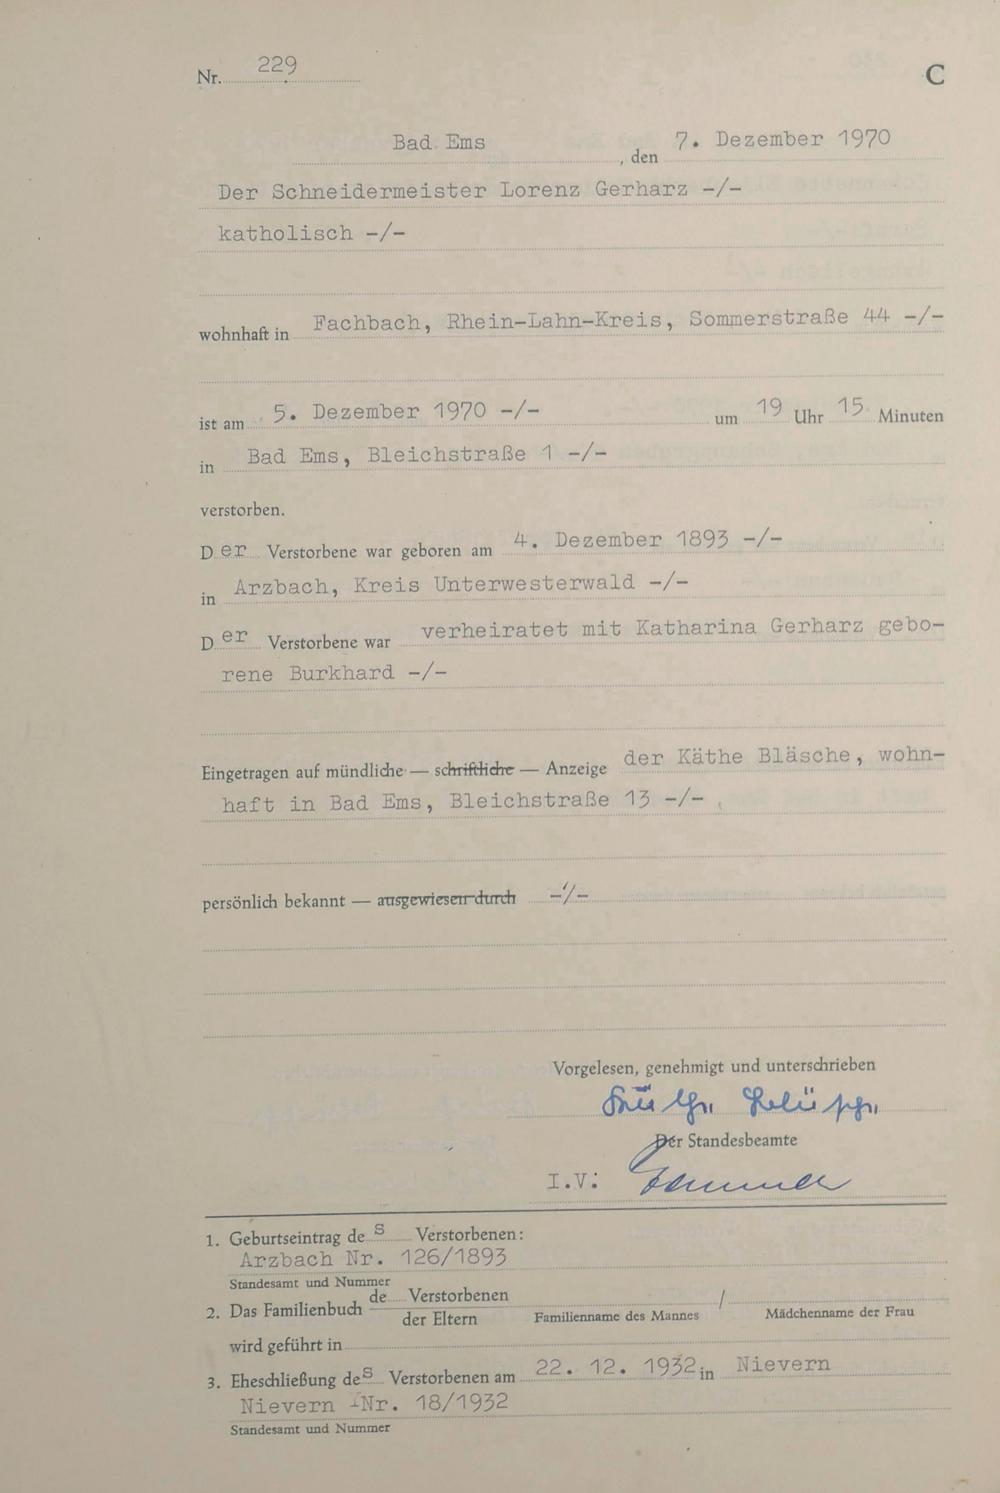 Nr. 229
C
Bad Ems, den 7. Dezember 1970
Der Schneidermeister Lorenz Gerharz -/-
katholisch -/-
wohnhaft in Fachbach, Rhein-Lahn-Kreis, Sommerstraße 44 -/-
ist am 5. Dezember 1970 -/- um 19 Uhr 15 Minuten
in Bad Ems, Bleichstraße 1 -/-
verstorben.
Der Verstorbene war geboren am 4. Dezember 1893 -/-
in Arzbach, Kreis Unterwesterwald -/-
Der Verstorbene war verheiratet mit Katharina Gerharz gebo-
rene Burkhard -/-
Eingetragen auf mündliche — schriftliche — Anzeige der Käthe Bläsche, wohn-
haft in Bad Ems, Bleichstraße 13 -/-
persönlich bekannt — ausgewiesen durch -/-
Vorgelesen, genehmigt und unterschrieben
Der Standesbeamte
I.V:
1. Geburtseintrag des Verstorbenen:
Arzbach Nr. 126/1893
Standesamt und Nummer
2. Das Familienbuch de Verstorbenen /
der Eltern Familienname des Mannes Mädchenname der Frau
wird geführt in
3. Eheschließung des Verstorbenen am 22. 12. 1932 in Nievern
Nievern -Nr. 18/1932
Standesamt und Nummer